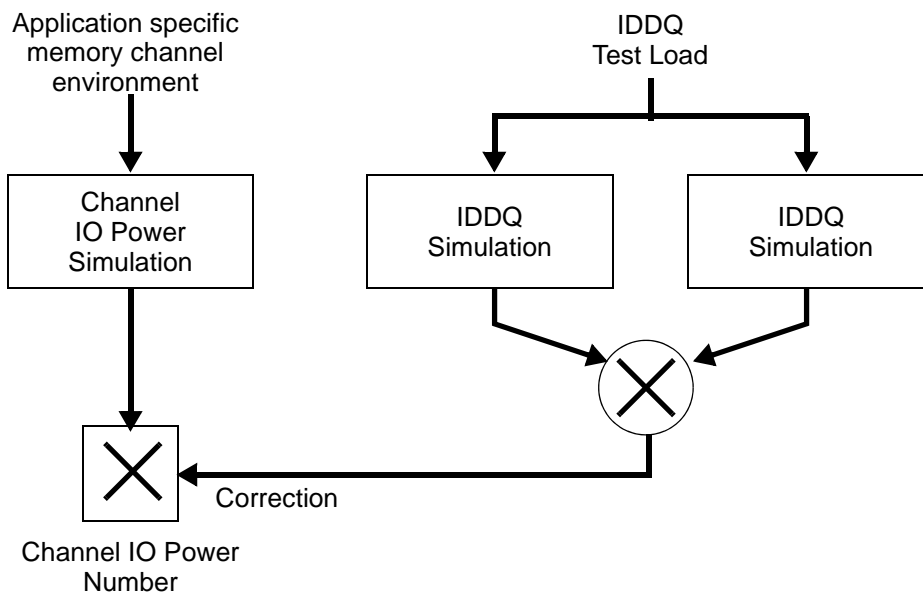 Application specific
memory channel
environment
IDDQ
Test Load
Channel
IO Power
Simulation
IDDQ
Simulation
IDDQ
Simulation
Correction
Channel IO Power
Number